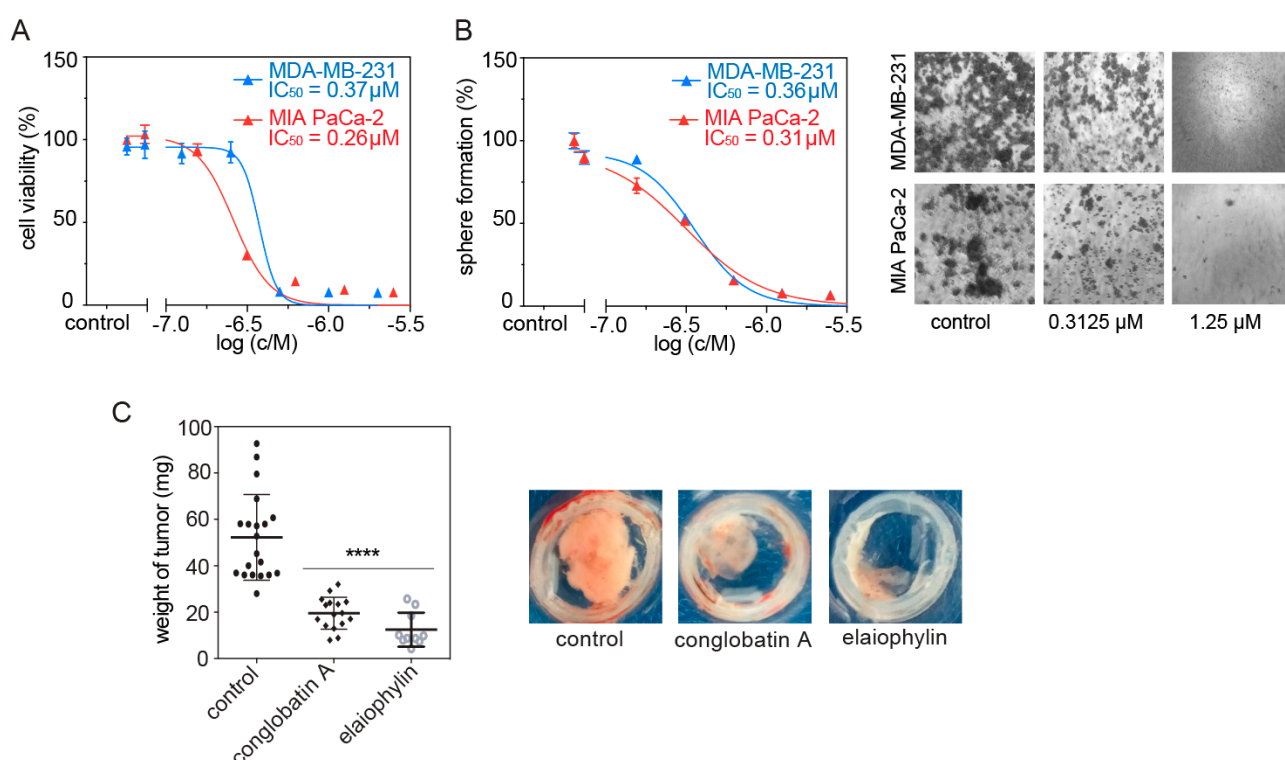 A
150
100
50
0
cell viability (%)
MDA-MB-231
IC50 = 0.37µM
MIA PaCa-2
IC50 = 0.26µM
control
-7.0
-6.5
-6.0
-5.5
log (c/M)
B
150
100
50
0
sphere formation (%)
MDA-MB-231
IC50 = 0.36µM
MIA PaCa-2
IC50 = 0.31µM
control
-7.0
-6.5
-6.0
-5.5
log (c/M)
MDA-MB-231
MIA PaCa-2
control
0.3125 µM
1.25 µM
C
100
80
60
40
20
0
weight of tumor (mg)
****
control
conglobatin A
elaiophylin
control
conglobatin A
elaiophylin